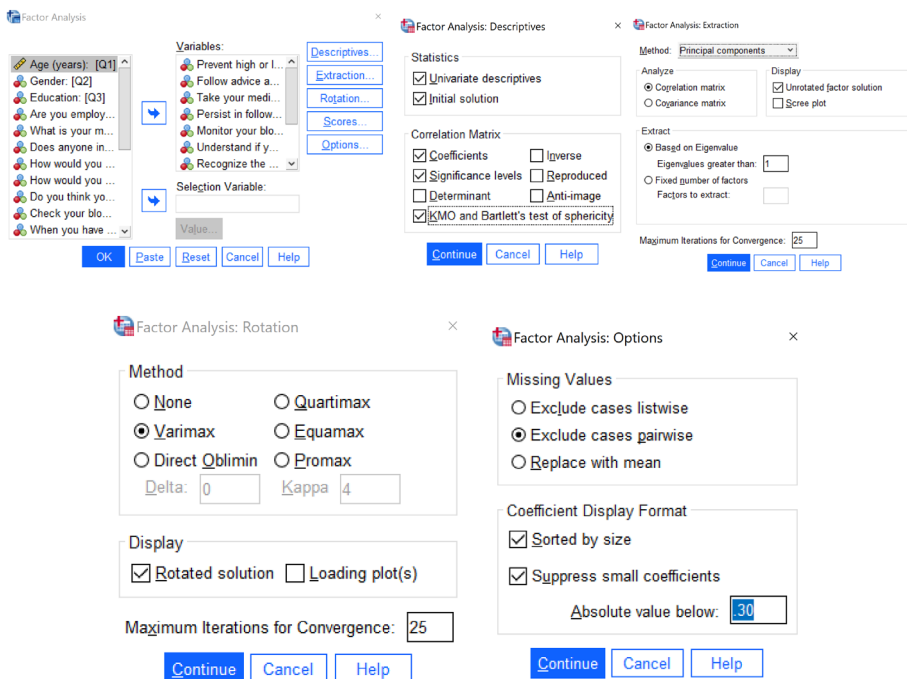 Factor Analysis
Variables:
Age (years): [Q1]
Gender: [Q2]
Education: [Q3]
Are you employ...
What is your m...
Does anyone in...
How would you ...
How would you ...
Do you think yo...
Check your blo...
When you have ...
Prevent high or l...
Follow advice a...
Take your medi...
Persist in follow...
Monitor your blo...
Understand if y...
Recognize the ...
Selection Variable:
Value...
Descriptives...
Extraction...
Rotation...
Scores...
Options...
OK Paste Reset Cancel Help
Factor Analysis: Descriptives
Statistics
Univariate descriptives
Initial solution
Correlation Matrix
Coefficients Inverse
Significance levels Reproduced
Determinant Anti-image
KMO and Bartlett's test of sphericity
Continue Cancel Help
Factor Analysis: Extraction
Method: Principal components
Analyze
Correlation matrix
Covariance matrix
Display
Unrotated factor solution
Scree plot
Extract
Based on Eigenvalue
Eigenvalues greater than: 1
Fixed number of factors
Factors to extract:
Maximum Iterations for Convergence: 25
Continue Cancel Help
Factor Analysis: Rotation
Method
None Quartimax
Varimax Equamax
Direct Oblimin Promax
Delta: 0 Kappa 4
Display
Rotated solution Loading plot(s)
Maximum Iterations for Convergence: 25
Continue Cancel Help
Factor Analysis: Options
Missing Values
Exclude cases listwise
Exclude cases pairwise
Replace with mean
Coefficient Display Format
Sorted by size
Suppress small coefficients
Absolute value below: .30
Continue Cancel Help